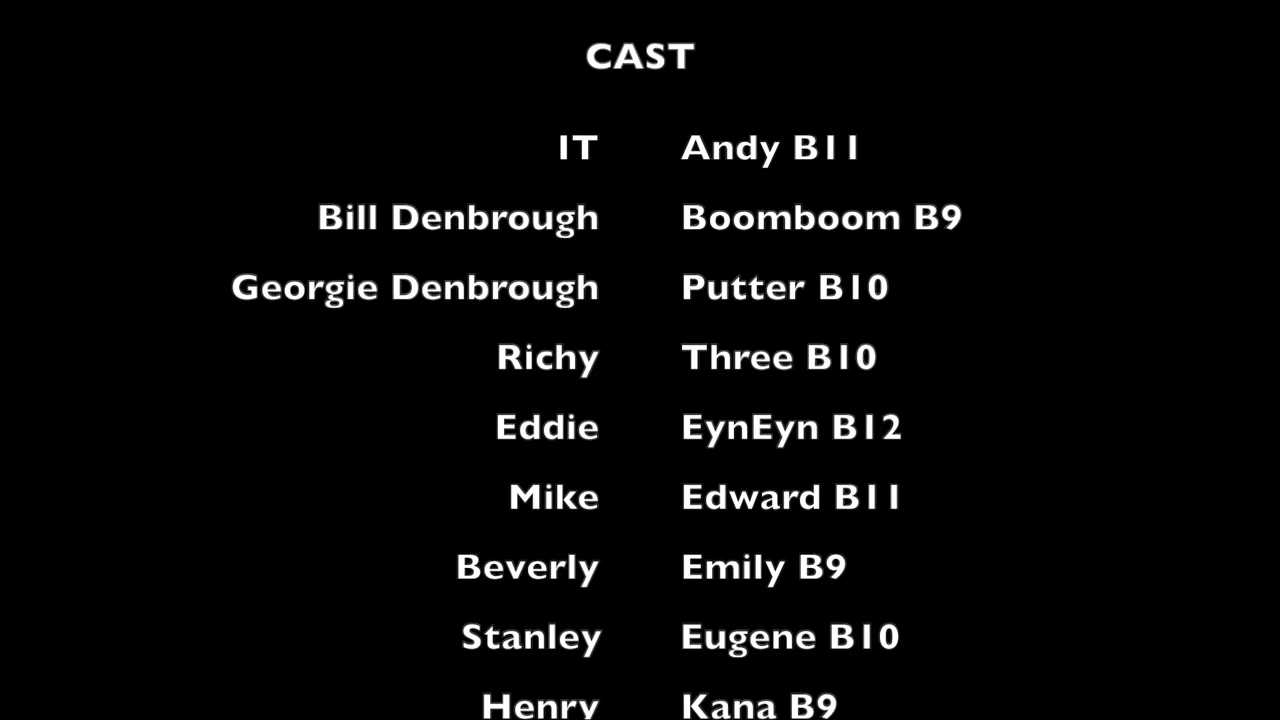 CAST
IT Andy B11
Bill Denbrough Boomboom B9
Georgie Denbrough Putter B10
Richy Three B10
Eddie EynEyn B12
Mike Edward B11
Beverly Emily B9
Stanley Eugene B10
Henry Kana B9